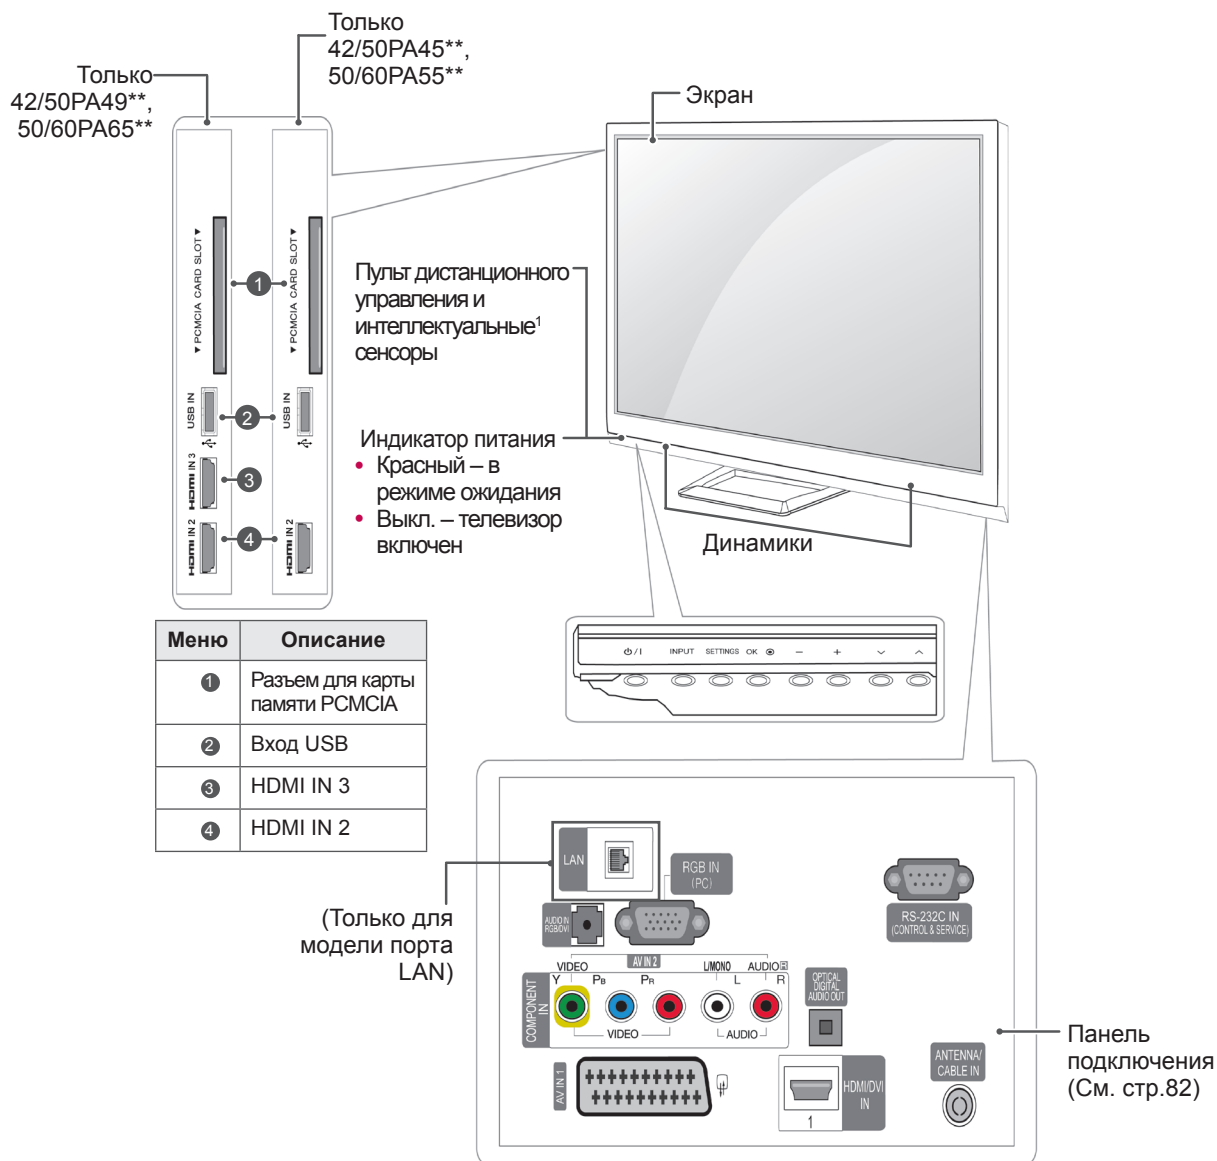 Только
42/50PA45**,
50/60PA55**
Только
42/50PA49**,
50/60PA65**
Экран
▼ PCMCIA CARD SLOT ▼
▼ PCMCIA CARD SLOT ▼
1
USB IN
USB IN
2
HDMI IN 3
3
HDMI IN 2
HDMI IN 2
4
Пульт дистанционного
управления и
интеллектуальные1
сенсоры
Индикатор питания
• Красный – в
режиме ожидания
• Выкл. – телевизор
включен
Динамики
Меню Описание
1 Разъем для карты
памяти PCMCIA
2 Вход USB
3 HDMI IN 3
4 HDMI IN 2
⏻/I INPUT SETTINGS OK ⦿ − +
LAN
RGB IN
(PC)
RS-232C IN
(CONTROL & SERVICE)
AUDIO IN
RGB/DVI
(Только для
модели порта
LAN)
AV IN 2
VIDEO L/MONO AUDIO R
Y PB PR L R
COMPONENT
IN
VIDEO AUDIO
OPTICAL
DIGITAL
AUDIO OUT
AV IN 1
HDMI/DVI
IN
1
ANTENNA/
CABLE IN
Панель
подключения
(См. стр.82)